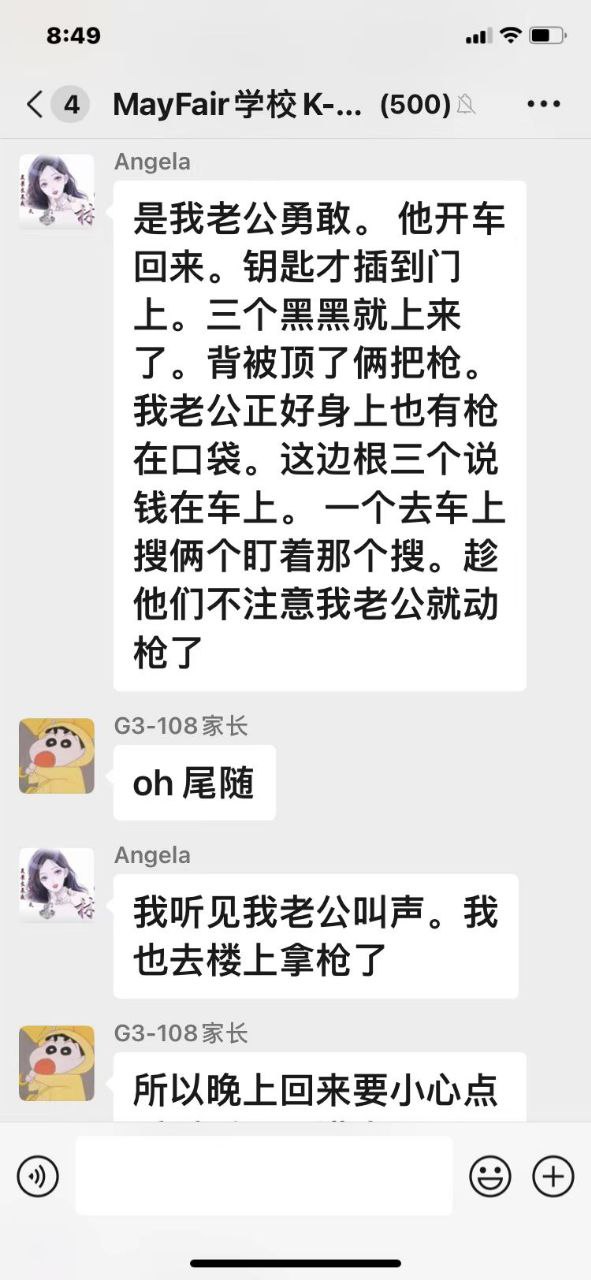 8:49
4 MayFair学校K-... (500)
Angela
是我老公勇敢。 他开车
回来。钥匙才插到门
上。三个黑黑就上来
了。背被顶了俩把枪。
我老公正好身上也有枪
在口袋。这边根三个说
钱在车上。 一个去车上
搜俩个盯着那个搜。趁
他们不注意我老公就动
枪了
G3-108家长
oh 尾随
Angela
我听见我老公叫声。我
也去楼上拿枪了
G3-108家长
所以晚上回来要小心点